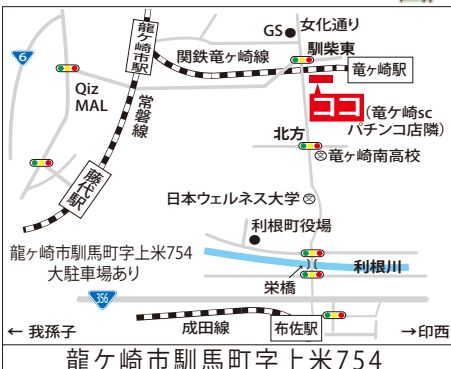 女化通り
GS
龍ケ崎市駅
6
馴柴東
関鉄竜ヶ崎線
竜ヶ崎駅
Qiz
MAL
常磐線
ココ
(竜ケ崎sc
パチンコ店隣)
北方
竜ヶ崎南高校
藤代駅
日本ウェルネス大学
利根町役場
龍ヶ崎市馴馬町字上米754
大駐車場あり
利根川
栄橋
356
← 我孫子
成田線
布佐駅
→印西
龍ケ崎市馴馬町字上米754